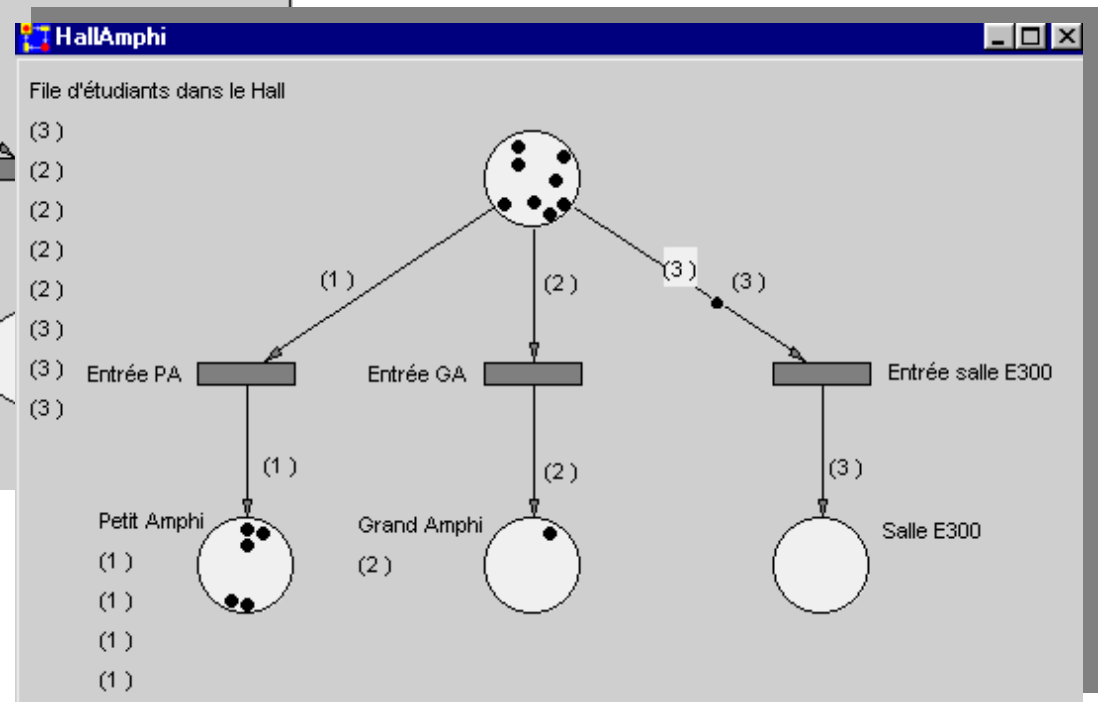 HallAmphi
File d'étudiants dans le Hall
(3 )
(2 )
(2 )
(2 )
(2 )
(3 )
(3 )
(3 )
(1 )
(2 )
(3 )
(3 )
Entrée PA
Entrée GA
Entrée salle E300
(1 )
(2 )
(3 )
Petit Amphi
(1 )
(1 )
(1 )
(1 )
Grand Amphi
(2 )
Salle E300